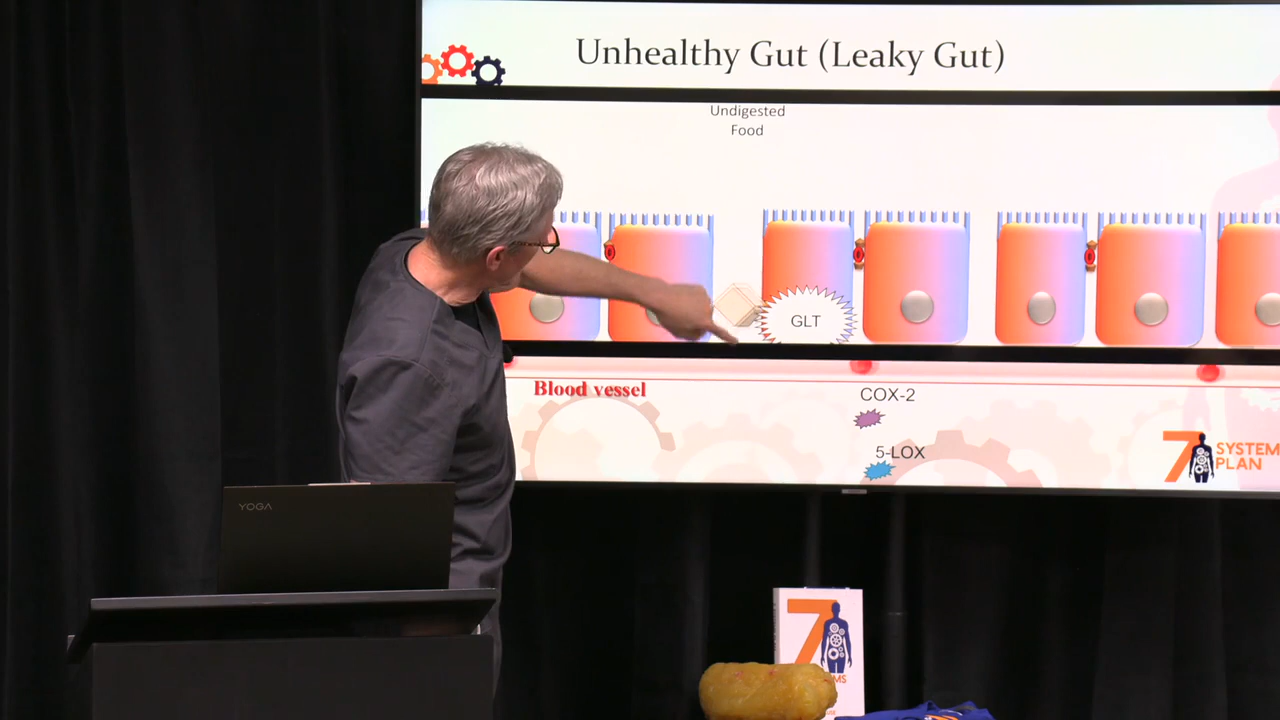 Unhealthy Gut (Leaky Gut)
Undigested
Food
GLT
Blood vessel
COX-2
5-LOX
7 SYSTEM
PLAN
YOGA
7